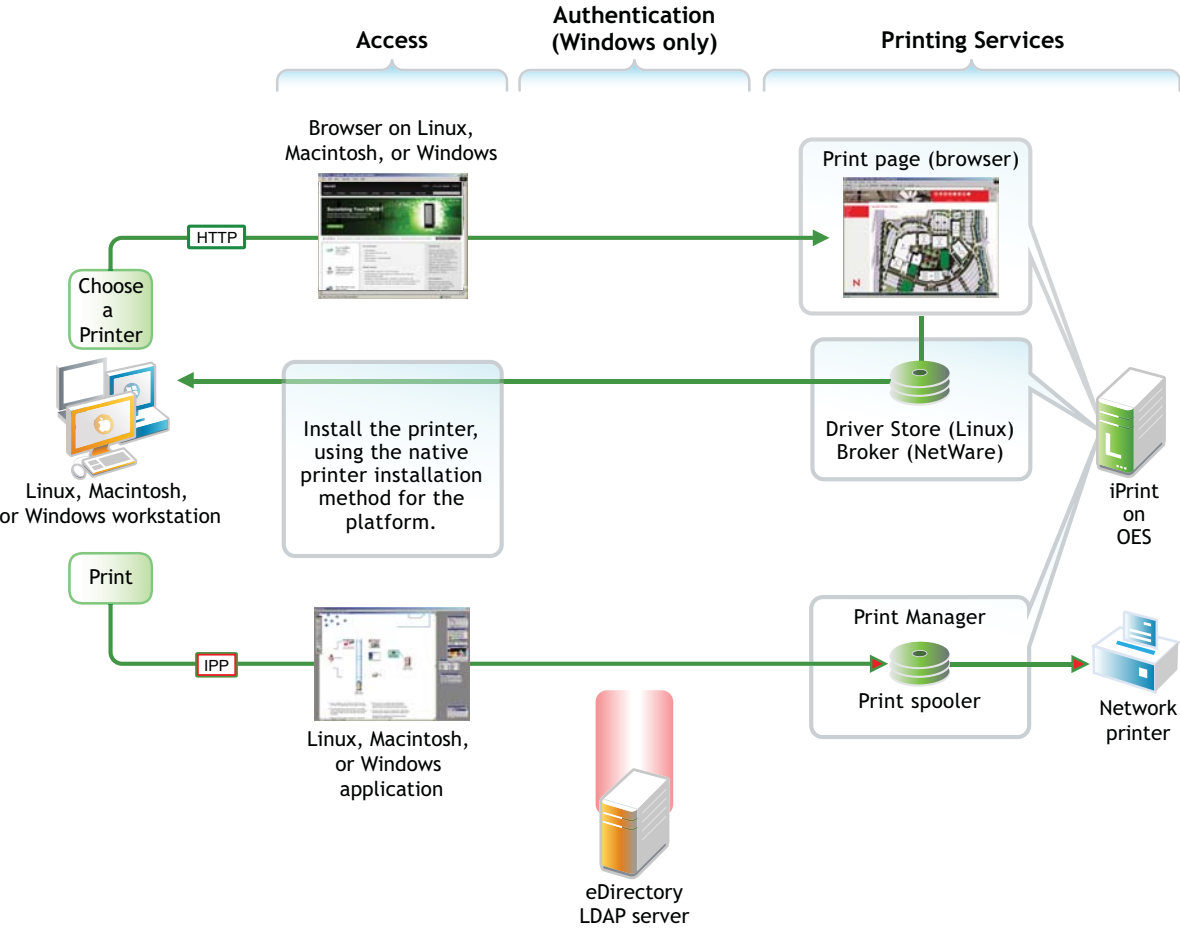 Access
Authentication
(Windows only)
Printing Services
Browser on Linux,
Macintosh, or Windows
Print page (browser)
HTTP
Choose
a
Printer
N
Install the printer,
using the native
printer installation
method for the
platform.
Driver Store (Linux)
Broker (NetWare)
L
Linux, Macintosh,
or Windows workstation
iPrint
on
OES
Print
IPP
Print Manager
Print spooler
Linux, Macintosh,
or Windows
application
Network
printer
eDirectory
LDAP server